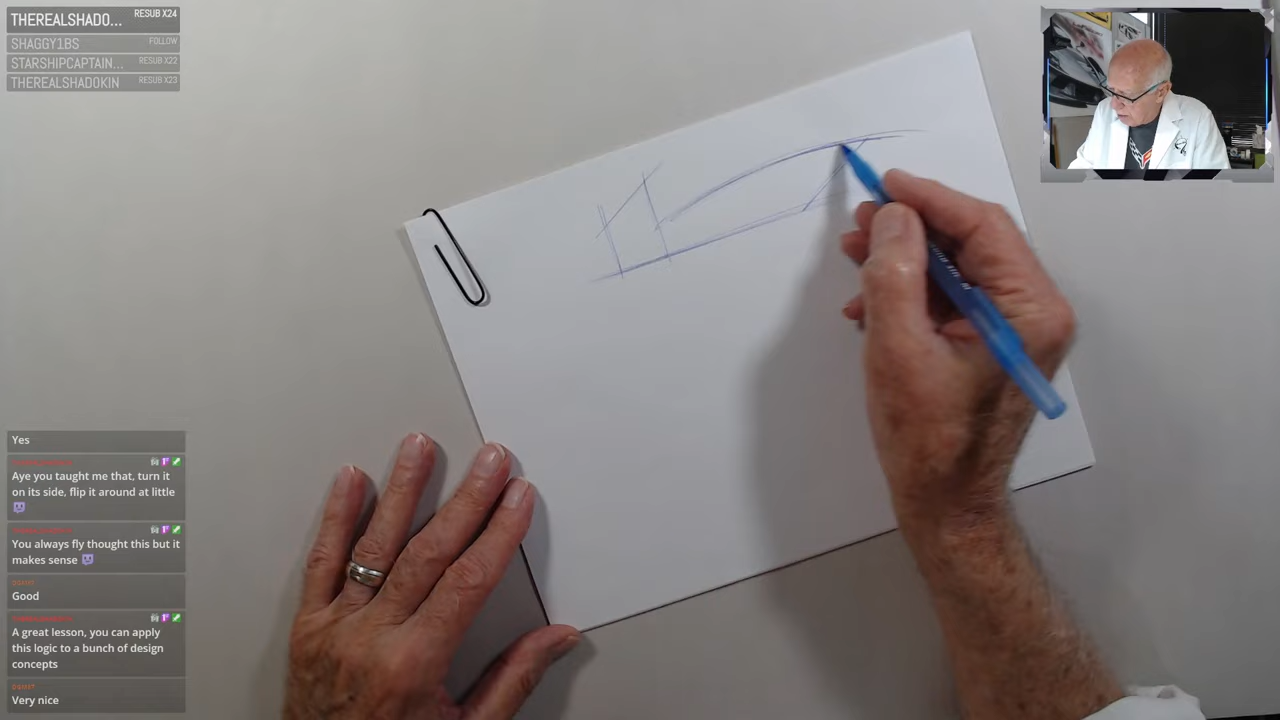 THEREALSHADO... RESUB X24
SHAGGY1BS FOLLOW
STARSHIPCAPTAIN... RESUB X22
THEREALSHADOKIN RESUB X23
Yes
Aye you taught me that, turn it
on its side, flip it around at little
You always fly thought this but it
makes sense
Good
A great lesson, you can apply
this logic to a bunch of design
concepts
Very nice